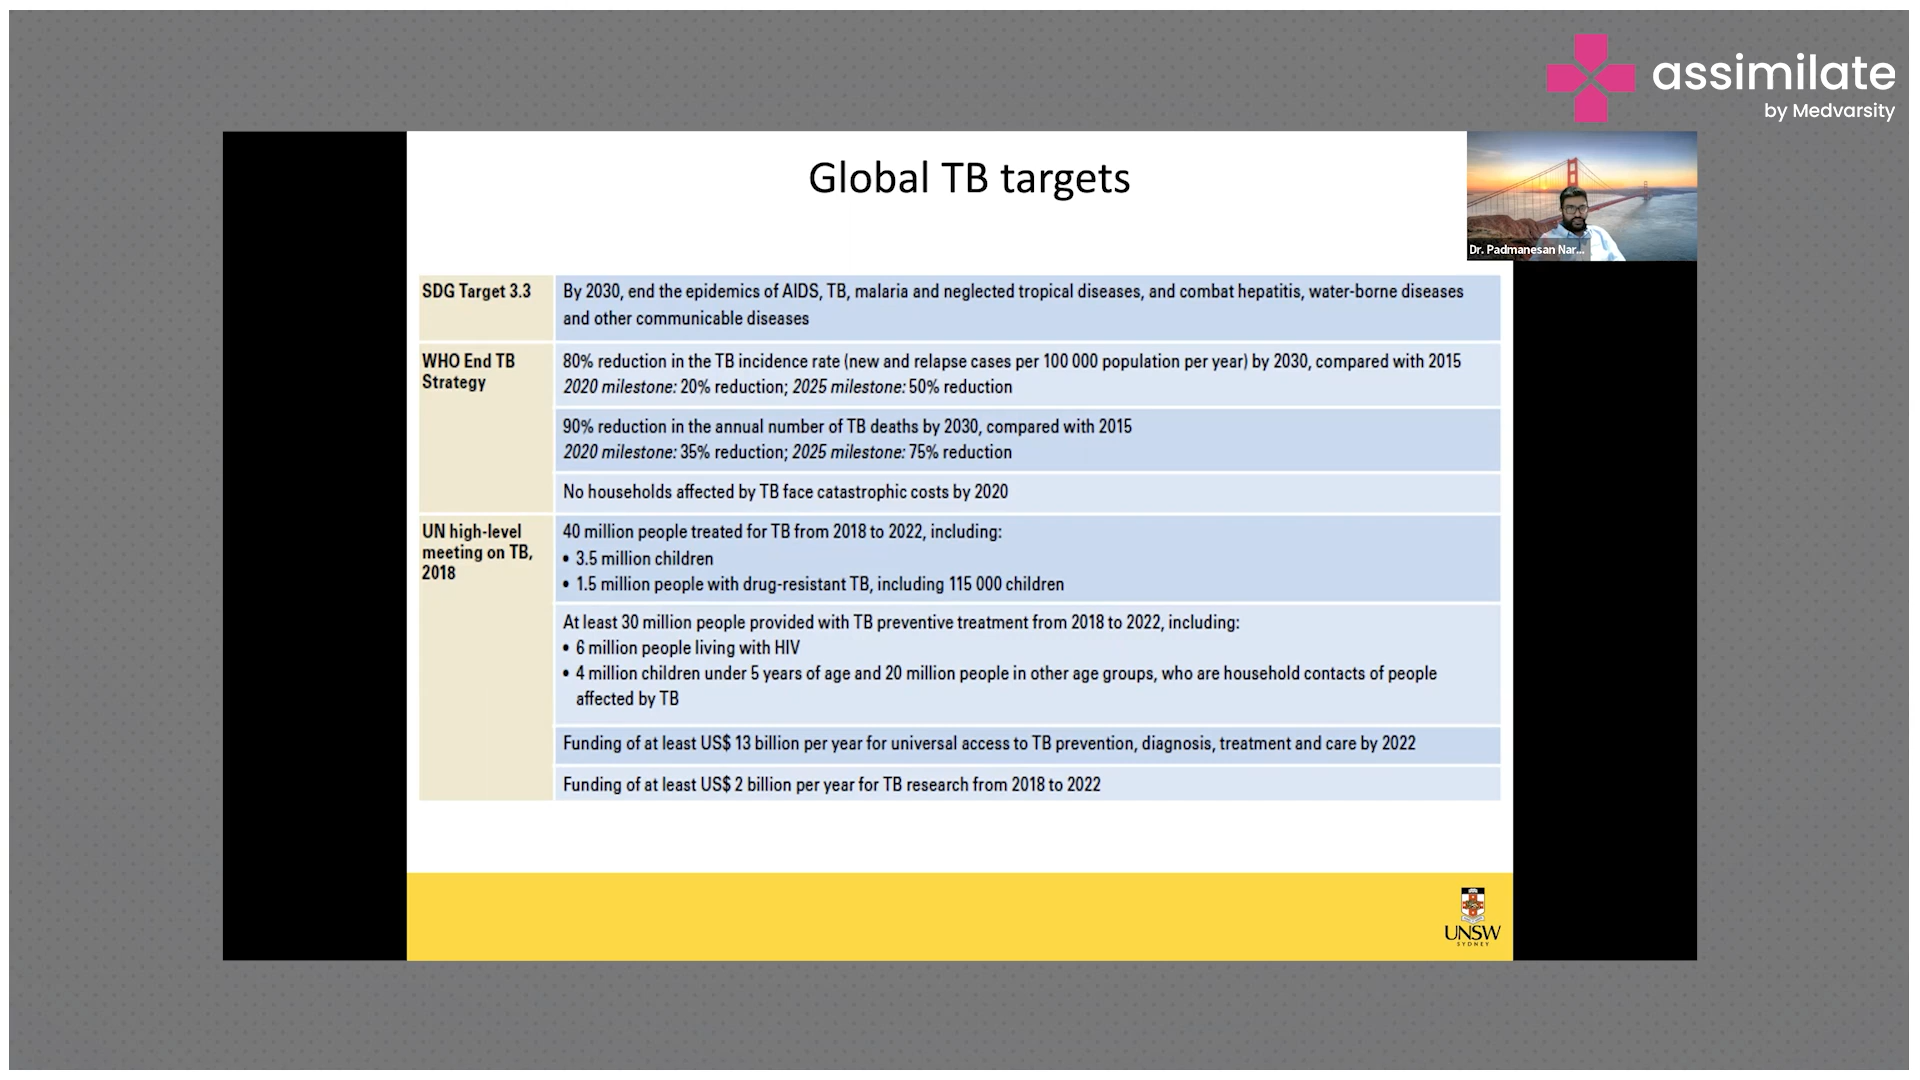 assimilate
by Medvarsity
Global TB targets
Dr. Padmanesan Nar...
SDG Target 3.3
By 2030, end the epidemics of AIDS, TB, malaria and neglected tropical diseases, and combat hepatitis, water-borne diseases
and other communicable diseases
WHO End TB
Strategy
80% reduction in the TB incidence rate (new and relapse cases per 100 000 population per year) by 2030, compared with 2015
2020 milestone: 20% reduction; 2025 milestone: 50% reduction
90% reduction in the annual number of TB deaths by 2030, compared with 2015
2020 milestone: 35% reduction; 2025 milestone: 75% reduction
No households affected by TB face catastrophic costs by 2020
UN high-level
meeting on TB,
2018
40 million people treated for TB from 2018 to 2022, including:
• 3.5 million children
• 1.5 million people with drug-resistant TB, including 115 000 children
At least 30 million people provided with TB preventive treatment from 2018 to 2022, including:
• 6 million people living with HIV
• 4 million children under 5 years of age and 20 million people in other age groups, who are household contacts of people
affected by TB
Funding of at least US$ 13 billion per year for universal access to TB prevention, diagnosis, treatment and care by 2022
Funding of at least US$ 2 billion per year for TB research from 2018 to 2022
UNSW
SYDNEY